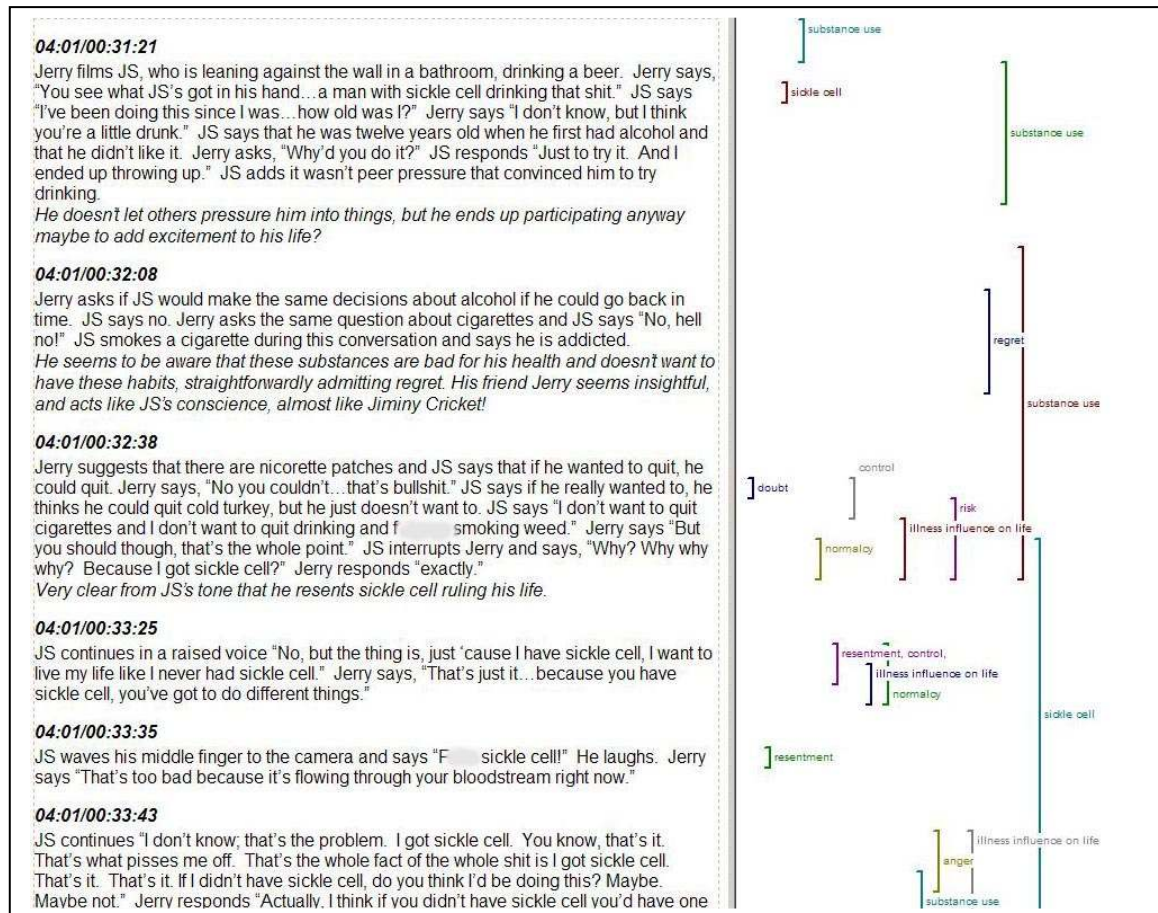 04:01/00:31:21
Jerry films JS, who is leaning against the wall in a bathroom, drinking a beer. Jerry says,
“You see what JS’s got in his hand…a man with sickle cell drinking that shit.” JS says
“I’ve been doing this since I was…how old was I?” Jerry says “I don’t know, but I think
you’re a little drunk.” JS says that he was twelve years old when he first had alcohol and
that he didn’t like it. Jerry asks, “Why’d you do it?” JS responds “Just to try it. And I
ended up throwing up.” JS adds it wasn’t peer pressure that convinced him to try
drinking.
He doesn’t let others pressure him into things, but he ends up participating anyway
maybe to add excitement to his life?
04:01/00:32:08
Jerry asks if JS would make the same decisions about alcohol if he could go back in
time. JS says no. Jerry asks the same question about cigarettes and JS says “No, hell
no!” JS smokes a cigarette during this conversation and says he is addicted.
He seems to be aware that these substances are bad for his health and doesn’t want to
have these habits, straightforwardly admitting regret. His friend Jerry seems insightful,
and acts like JS’s conscience, almost like Jiminy Cricket!
04:01/00:32:38
Jerry suggests that there are nicorette patches and JS says that if he wanted to quit, he
could quit. Jerry says, “No you couldn’t…that’s bullshit.” JS says if he really wanted to, he
thinks he could quit cold turkey, but he just doesn’t want to. JS says “I don’t want to quit
cigarettes and I don’t want to quit drinking and f smoking weed.” Jerry says “But
you should though, that’s the whole point.” JS interrupts Jerry and says, “Why? Why why
why? Because I got sickle cell?” Jerry responds “exactly.”
Very clear from JS’s tone that he resents sickle cell ruling his life.
04:01/00:33:25
JS continues in a raised voice “No, but the thing is, just ‘cause I have sickle cell, I want to
live my life like I never had sickle cell.” Jerry says, “That’s just it…because you have
sickle cell, you’ve got to do different things.”
04:01/00:33:35
JS waves his middle finger to the camera and says “F sickle cell!” He laughs. Jerry
says “That’s too bad because it’s flowing through your bloodstream right now.”
04:01/00:33:43
JS continues “I don’t know; that’s the problem. I got sickle cell. You know, that’s it.
That’s what pisses me off. That’s the whole fact of the whole shit is I got sickle cell.
That’s it. That’s it. If I didn’t have sickle cell, do you think I’d be doing this? Maybe.
Maybe not.” Jerry responds “Actually, I think if you didn’t have sickle cell you’d have one
substance use
sickle cell
substance use
regret
substance use
control
doubt
risk
illness influence on life
normalcy
resentment, control,
illness influence on life
normalcy
sickle cell
resentment
illness influence on life
anger
substance use